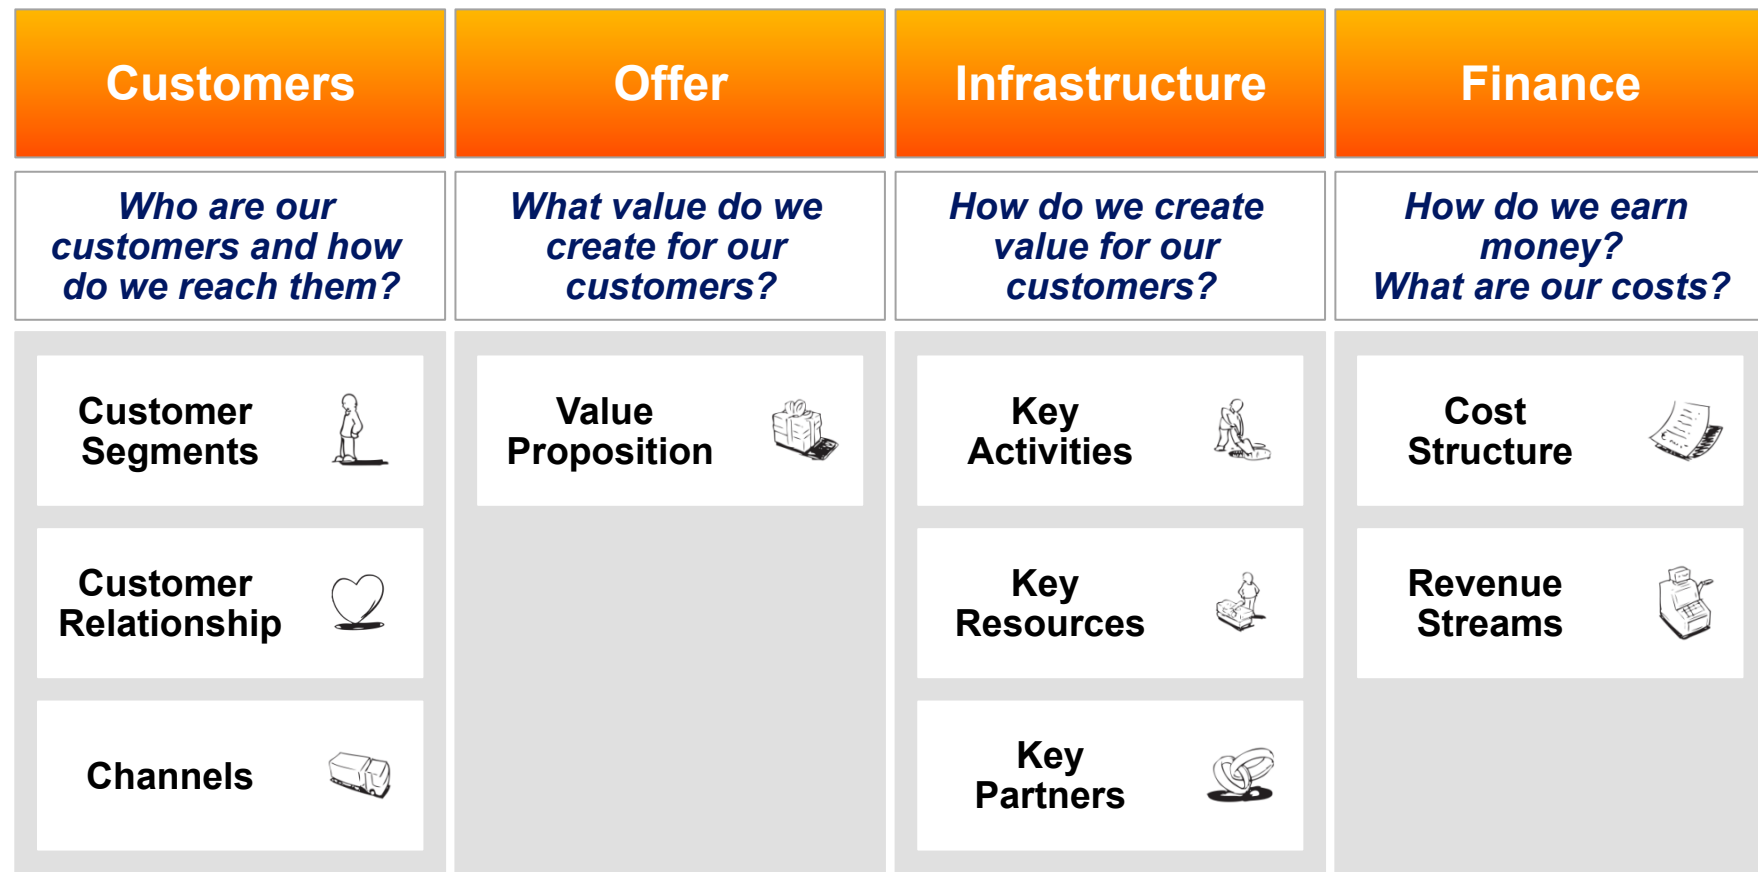 Customers
Offer
Infrastructure
Finance
Who are our
customers and how
do we reach them?
What value do we
create for our
customers?
How do we create
value for our
customers?
How do we earn
money?
What are our costs?
Customer
Segments
Customer
Relationship
Channels
Value
Proposition
Key
Activities
Key
Resources
Key
Partners
Cost
Structure
Revenue
Streams